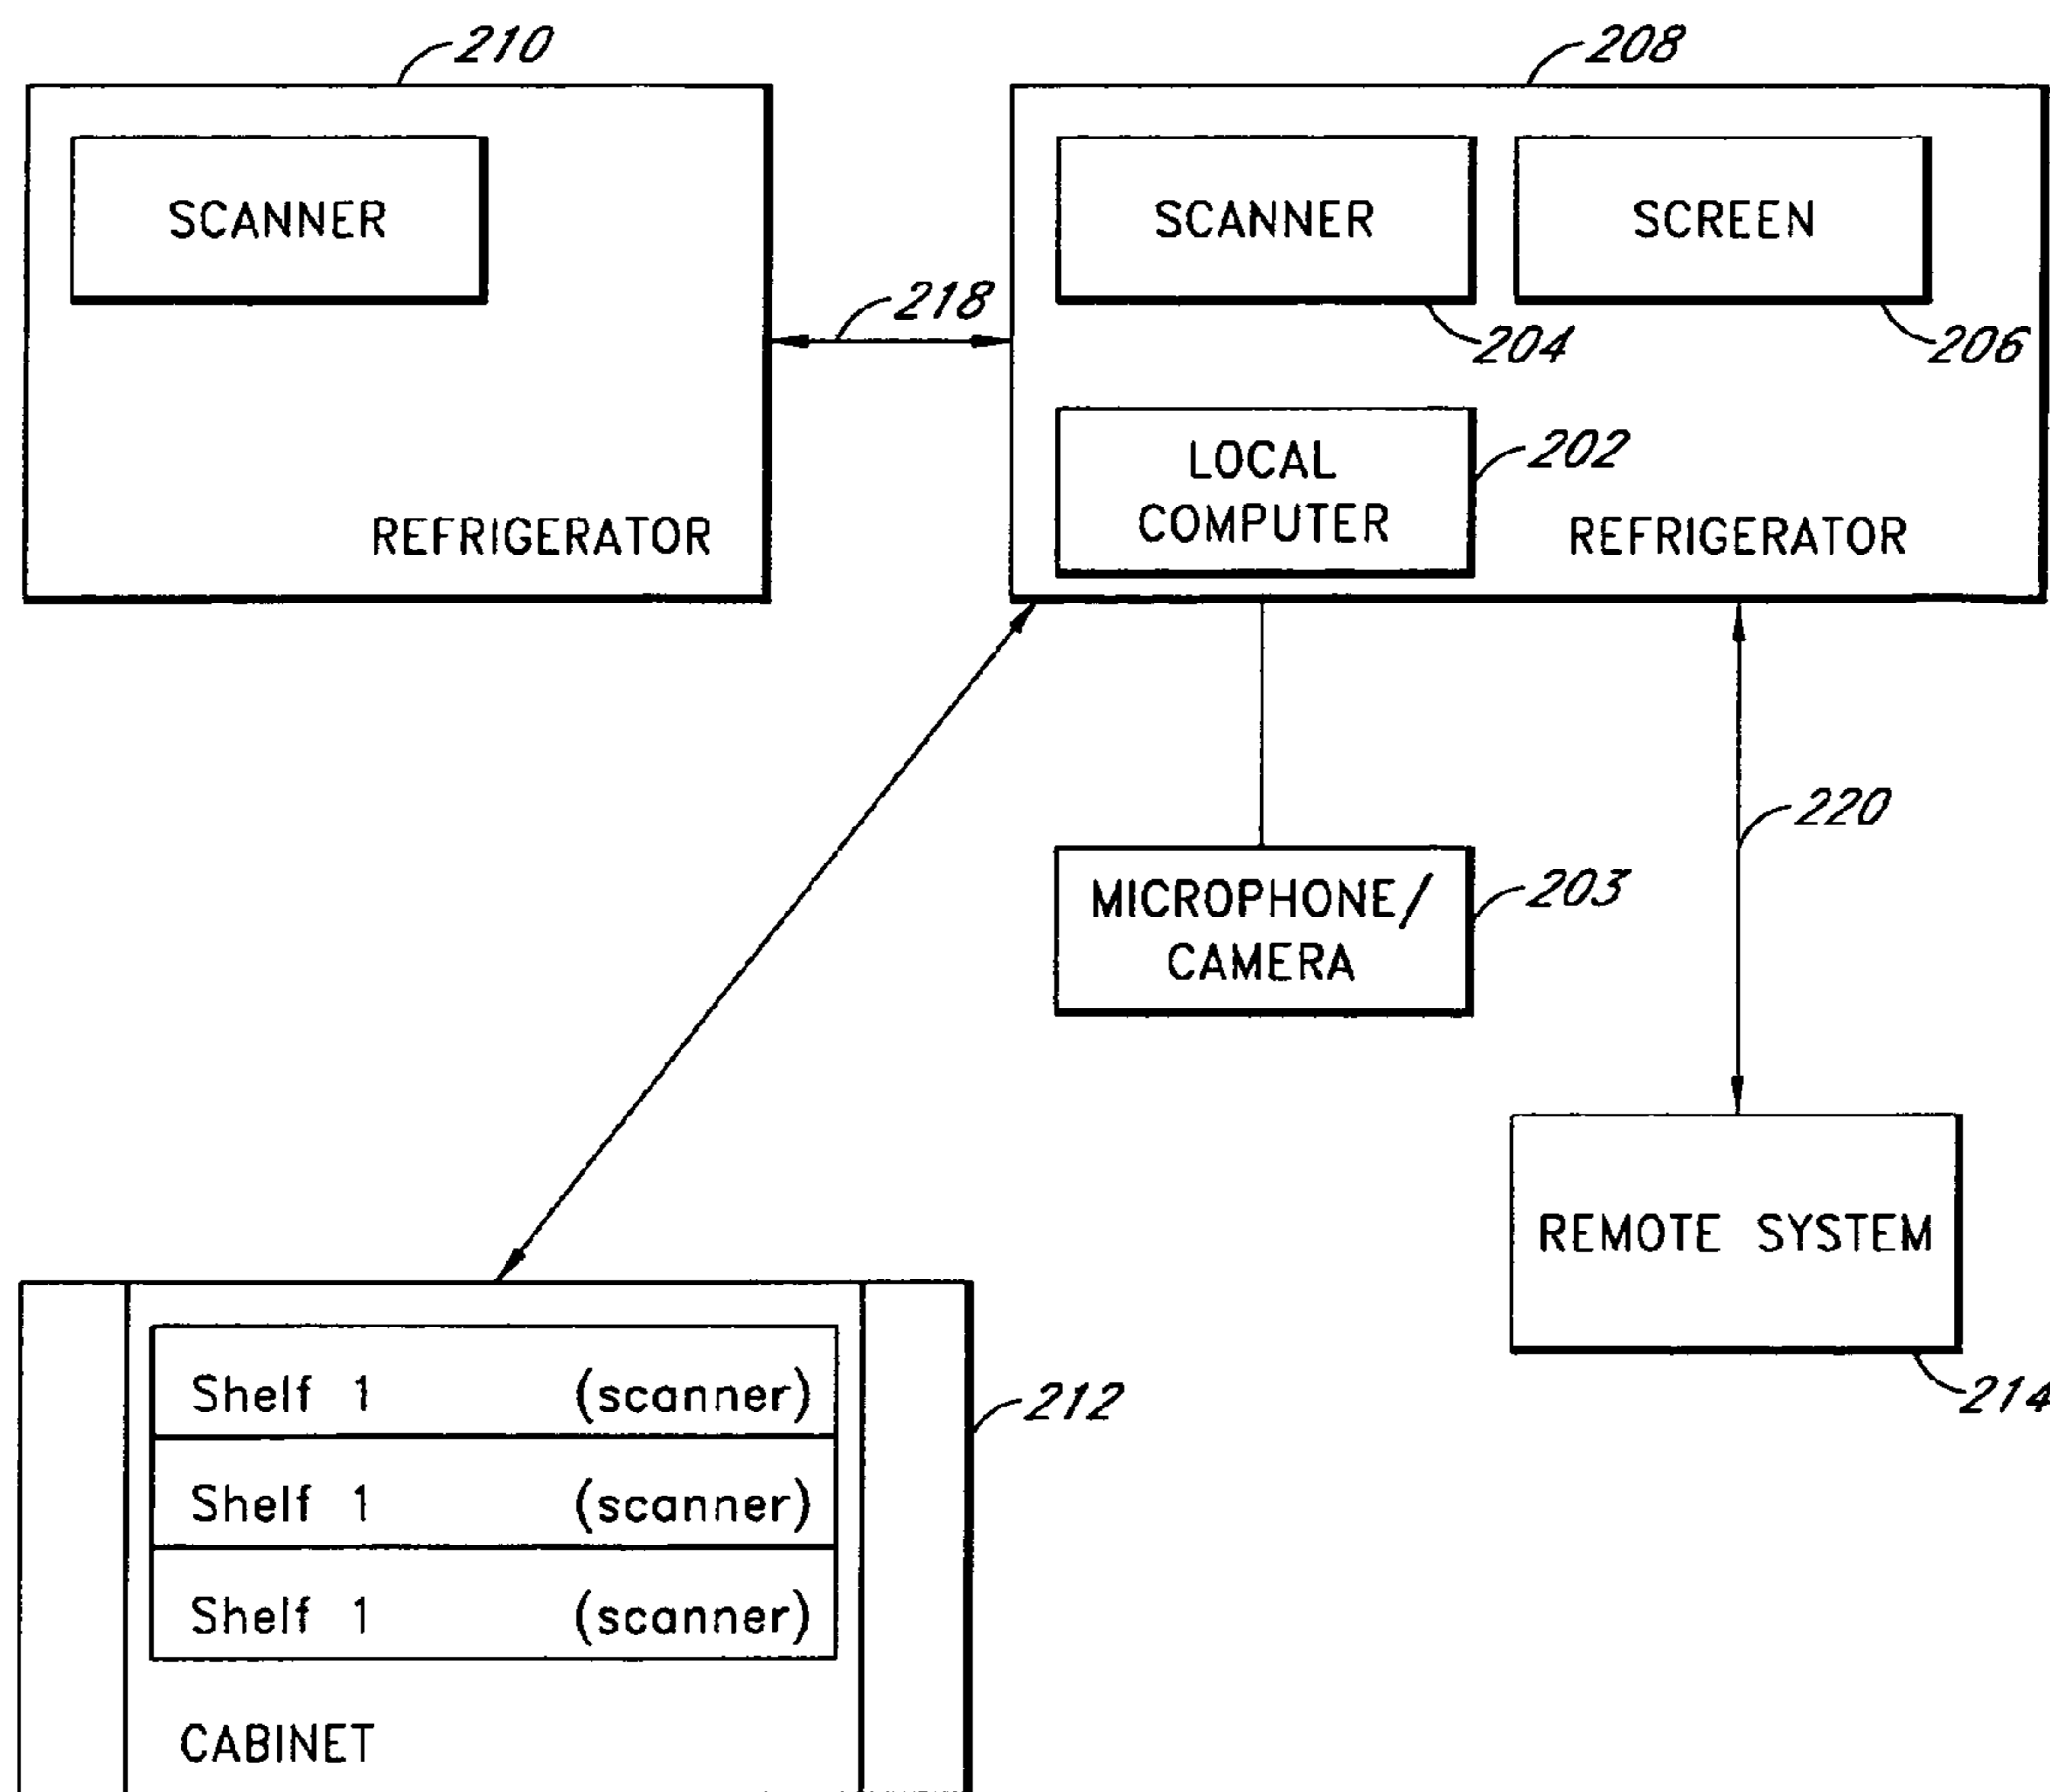 210
208
SCANNER
SCANNER
SCREEN
218
204
206
LOCAL
COMPUTER
202
REFRIGERATOR
REFRIGERATOR
220
MICROPHONE/
CAMERA
203
REMOTE SYSTEM
214
Shelf 1 (scanner)
212
Shelf 1 (scanner)
Shelf 1 (scanner)
CABINET